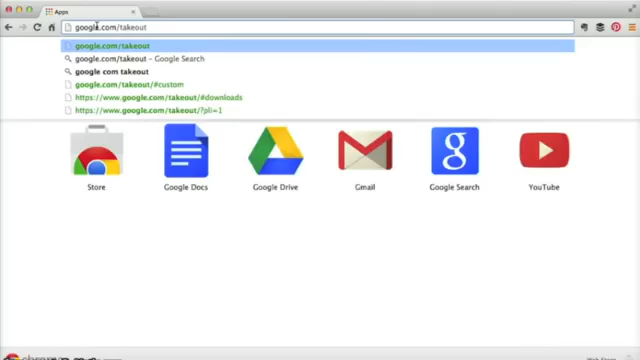 Apps
google.com/takeout
google.com/takeout
google.com/takeout - Google Search
google com takeout
google.com/takeout/#custom
https://www.google.com/takeout/#downloads
https://www.google.com/takeout/?pli=1
Store
Google Docs
Google Drive
Gmail
Google Search
YouTube
Web Store